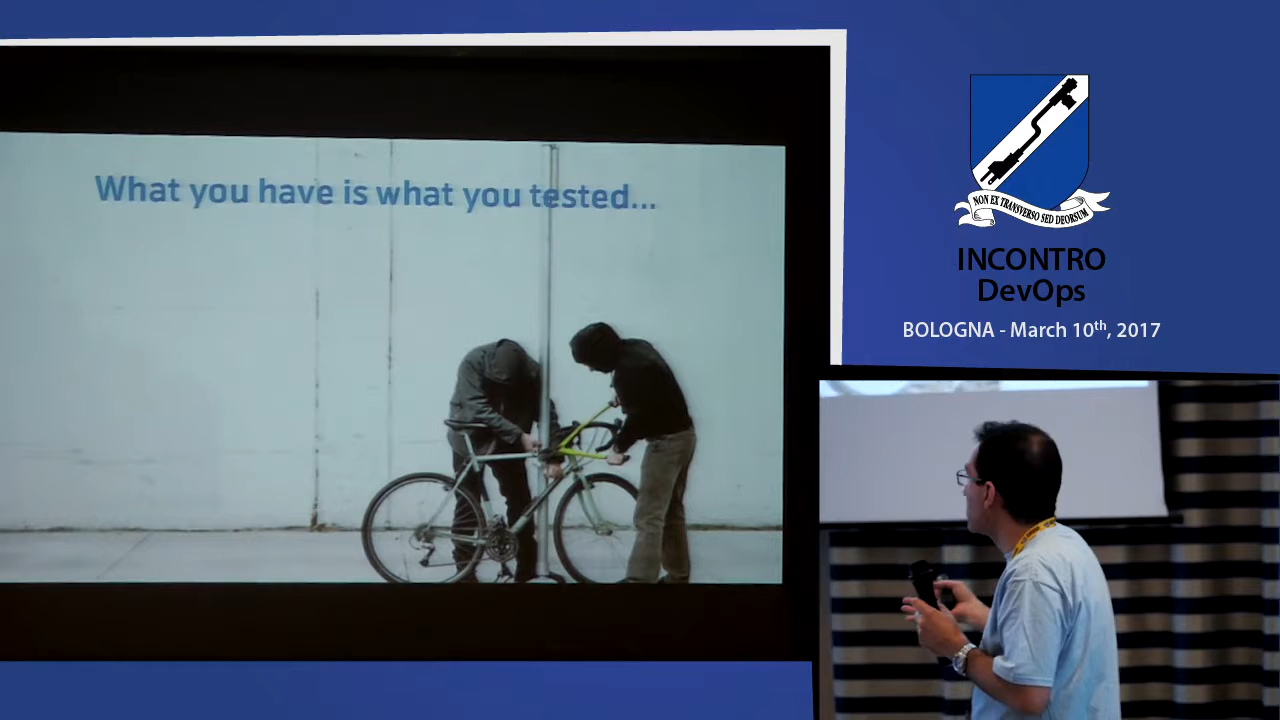 What you have is what you tested...
NON EX TRANSVERSO SED DEORSUM
INCONTRO
DevOps
BOLOGNA - March 10th, 2017